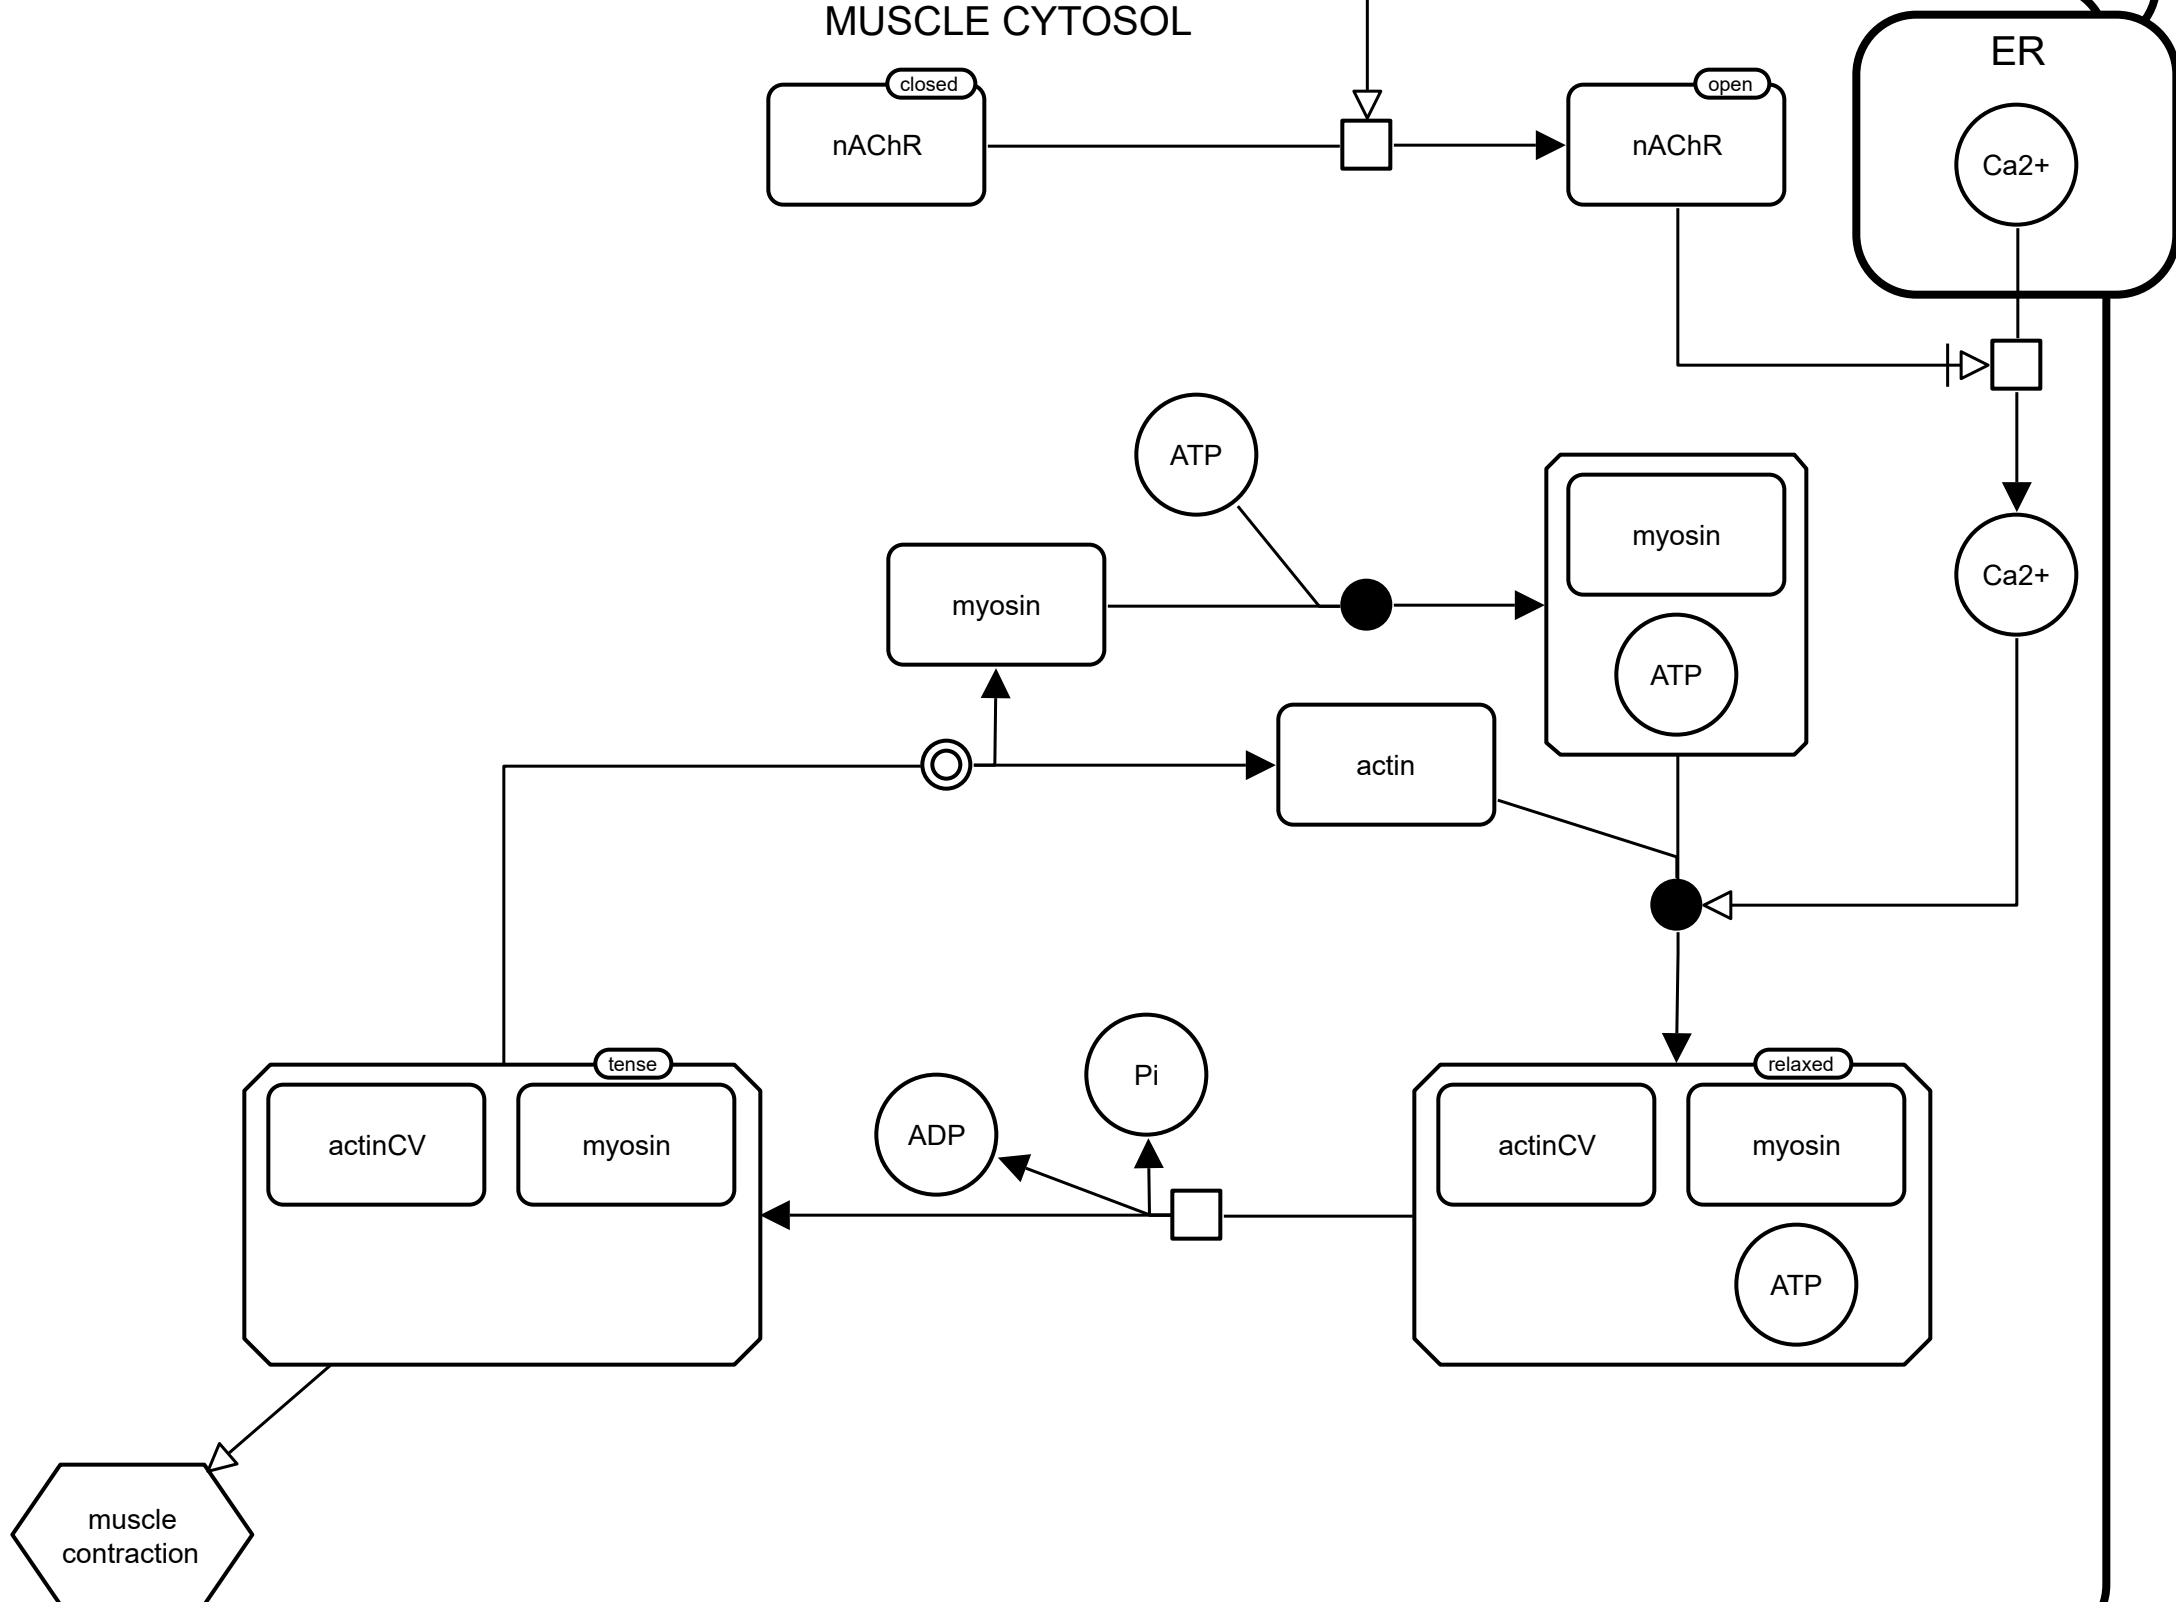 MUSCLE CYTOSOL
ER
closed
nAChR
open
nAChR
Ca2+
ATP
myosin
myosin
ATP
Ca2+
actin
tense
actinCV
myosin
ADP
Pi
relaxed
actinCV
myosin
ATP
muscle
contraction